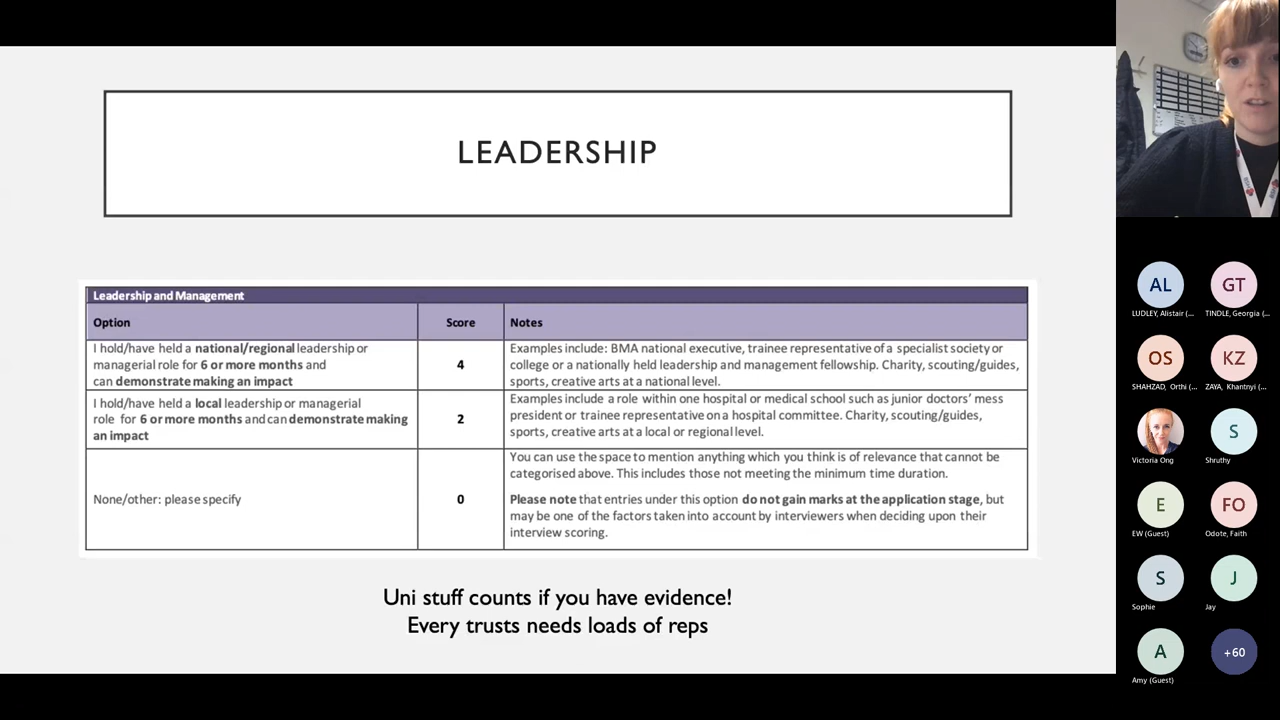 LEADERSHIP
Leadership and Management
Option
Score
Notes
I hold/have held a national/regional leadership or
managerial role for 6 or more months and
can demonstrate making an impact
4
Examples include: BMA national executive, trainee representative of a specialist society or
college or a nationally held leadership and management fellowship. Charity, scouting/guides,
sports, creative arts at a national level.
I hold/have held a local leadership or managerial
role for 6 or more months and can demonstrate making
an impact
2
Examples include a role within one hospital or medical school such as junior doctors' mess
president or trainee representative on a hospital committee. Charity, scouting/guides,
sports, creative arts at a local or regional level.
None/other: please specify
0
You can use the space to mention anything which you think is of relevance that cannot be
categorised above. This includes those not meeting the minimum time duration.
Please note that entries under this option do not gain marks at the application stage, but
may be one of the factors taken into account by interviewers when deciding upon their
interview scoring.
Uni stuff counts if you have evidence!
Every trusts needs loads of reps
AL
LUDLEY, Alistair (...
GT
TINDLE, Georgia (...
OS
SHAHZAD, Orthi (...
KZ
ZAYA, Khantnyi (...
Victoria Ong
S
Shruthy
E
EW (Guest)
FO
Odote, Faith
S
Sophie
J
Jay
A
Amy (Guest)
+60